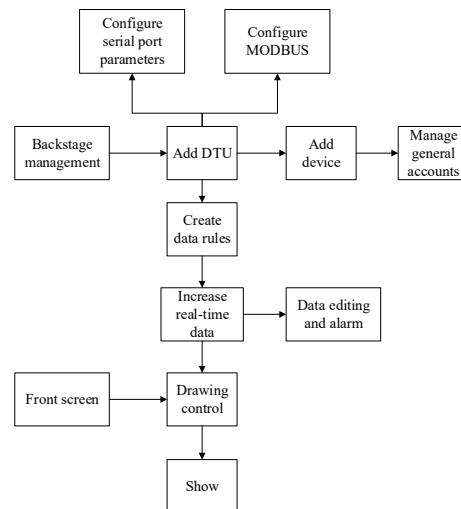 Configure
serial port
parameters
Configure
MODBUS
Backstage
management
Add DTU
Add
device
Manage
general
accounts
Create
data rules
Increase
real-time
data
Data editing
and alarm
Front screen
Drawing
control
Show